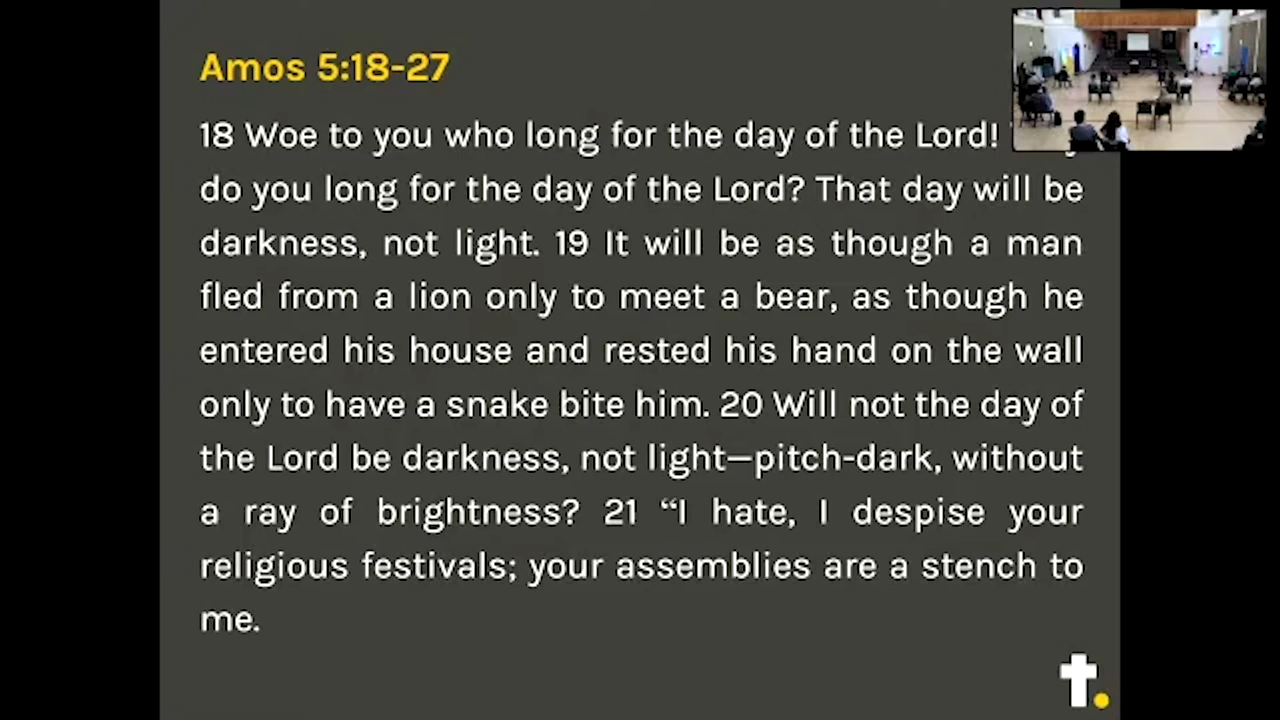 Amos 5:18-27
18 Woe to you who long for the day of the Lord!
do you long for the day of the Lord? That day will be
darkness, not light. 19 It will be as though a man
fled from a lion only to meet a bear, as though he
entered his house and rested his hand on the wall
only to have a snake bite him. 20 Will not the day of
the Lord be darkness, not light—pitch-dark, without
a ray of brightness? 21 “I hate, I despise your
religious festivals; your assemblies are a stench to
me.